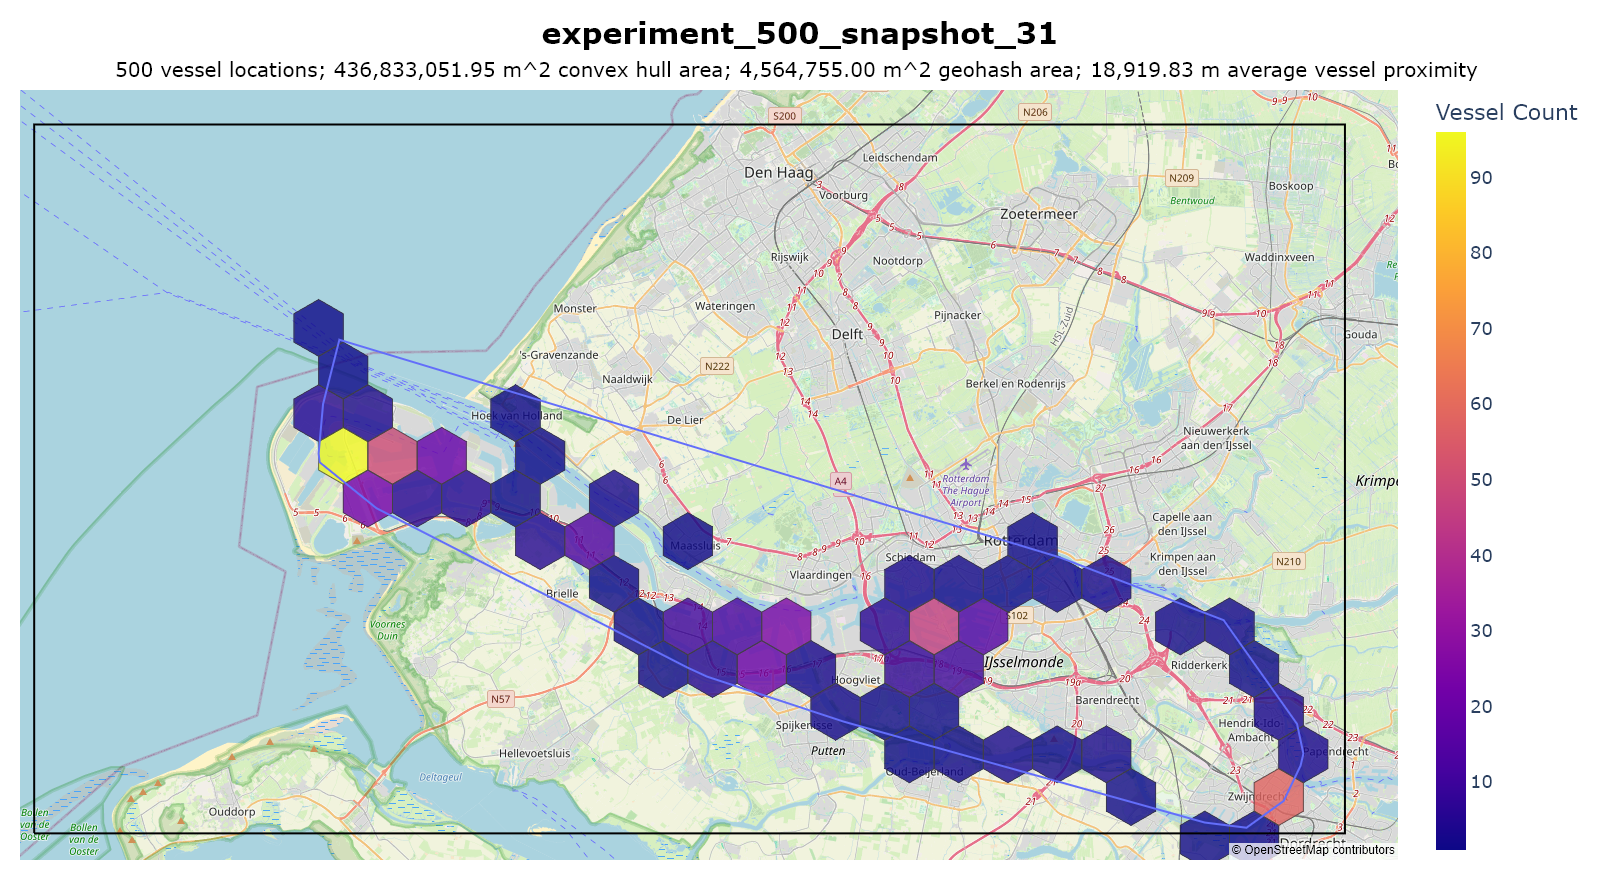 experiment_500_snapshot_31
500 vessel locations; 436,833,051.95 m^2 convex hull area; 4,564,755.00 m^2 geohash area; 18,919.83 m average vessel proximity
Vessel Count
90
80
70
60
50
40
30
20
10
S200
N206
Leidschendam
Den Haag
Voorburg
N209
Boskoop
Bentwoud
Zoetermeer
Rijswijk
Nootdorp
Waddinxveen
Monster
Wateringen
Pijnacker
Delft
HSL-Zuid
Gouda
's-Gravenzande
N222
Naaldwijk
Berkel en Rodenrijs
Hoek van Holland
De Lier
Nieuwerkerk
aan den IJssel
A4
Rotterdam
The Hague
Airport
Krimpe
Capelle aan
den IJssel
Maassluis
Rotterdam
Schiedam
Krimpen aan
den IJssel
N210
Vlaardingen
Brielle
S102
Voornes
Duin
IJsselmonde
Ridderkerk
Hoogvliet
N57
Barendrecht
Spijkenisse
Hendrik-Ido-
Ambacht
Putten
Papendrecht
Hellevoetsluis
Oud-Beijerland
Deltageul
Zwijndrecht
Ouddorp
Bollen
van de
Ooster
Bollen
van de
Ooster
Dordrecht
© OpenStreetMap contributors